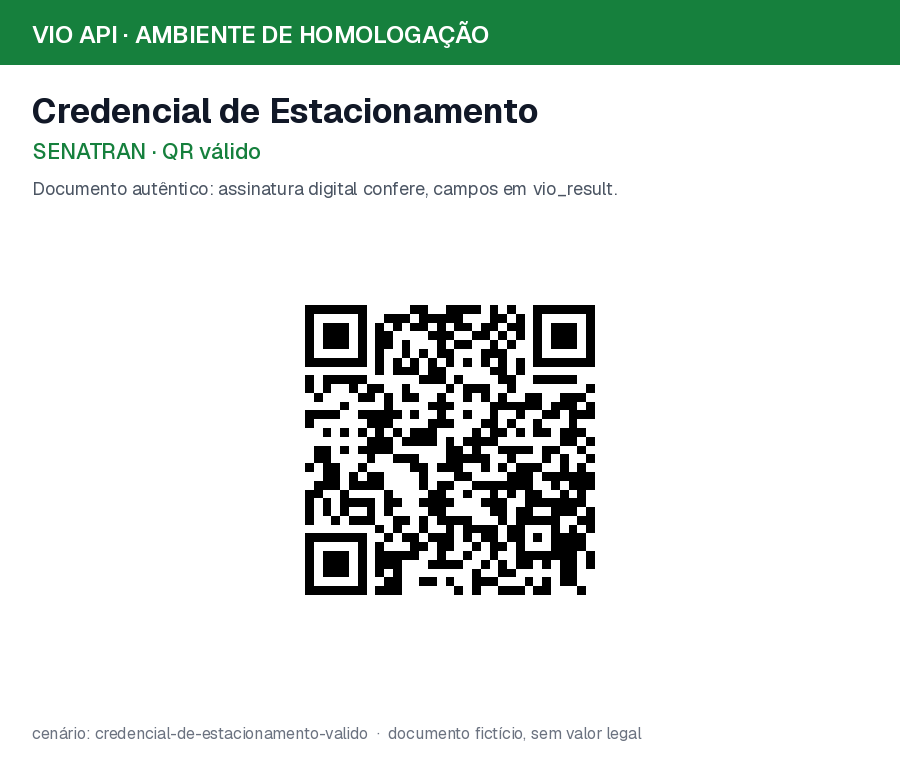 VIO API · AMBIENTE DE HOMOLOGAÇÃO
Credencial de Estacionamento
SENATRAN · QR válido
Documento autêntico: assinatura digital confere, campos em vio_result.
cenário: credencial-de-estacionamento-valido · documento fictício, sem valor legal